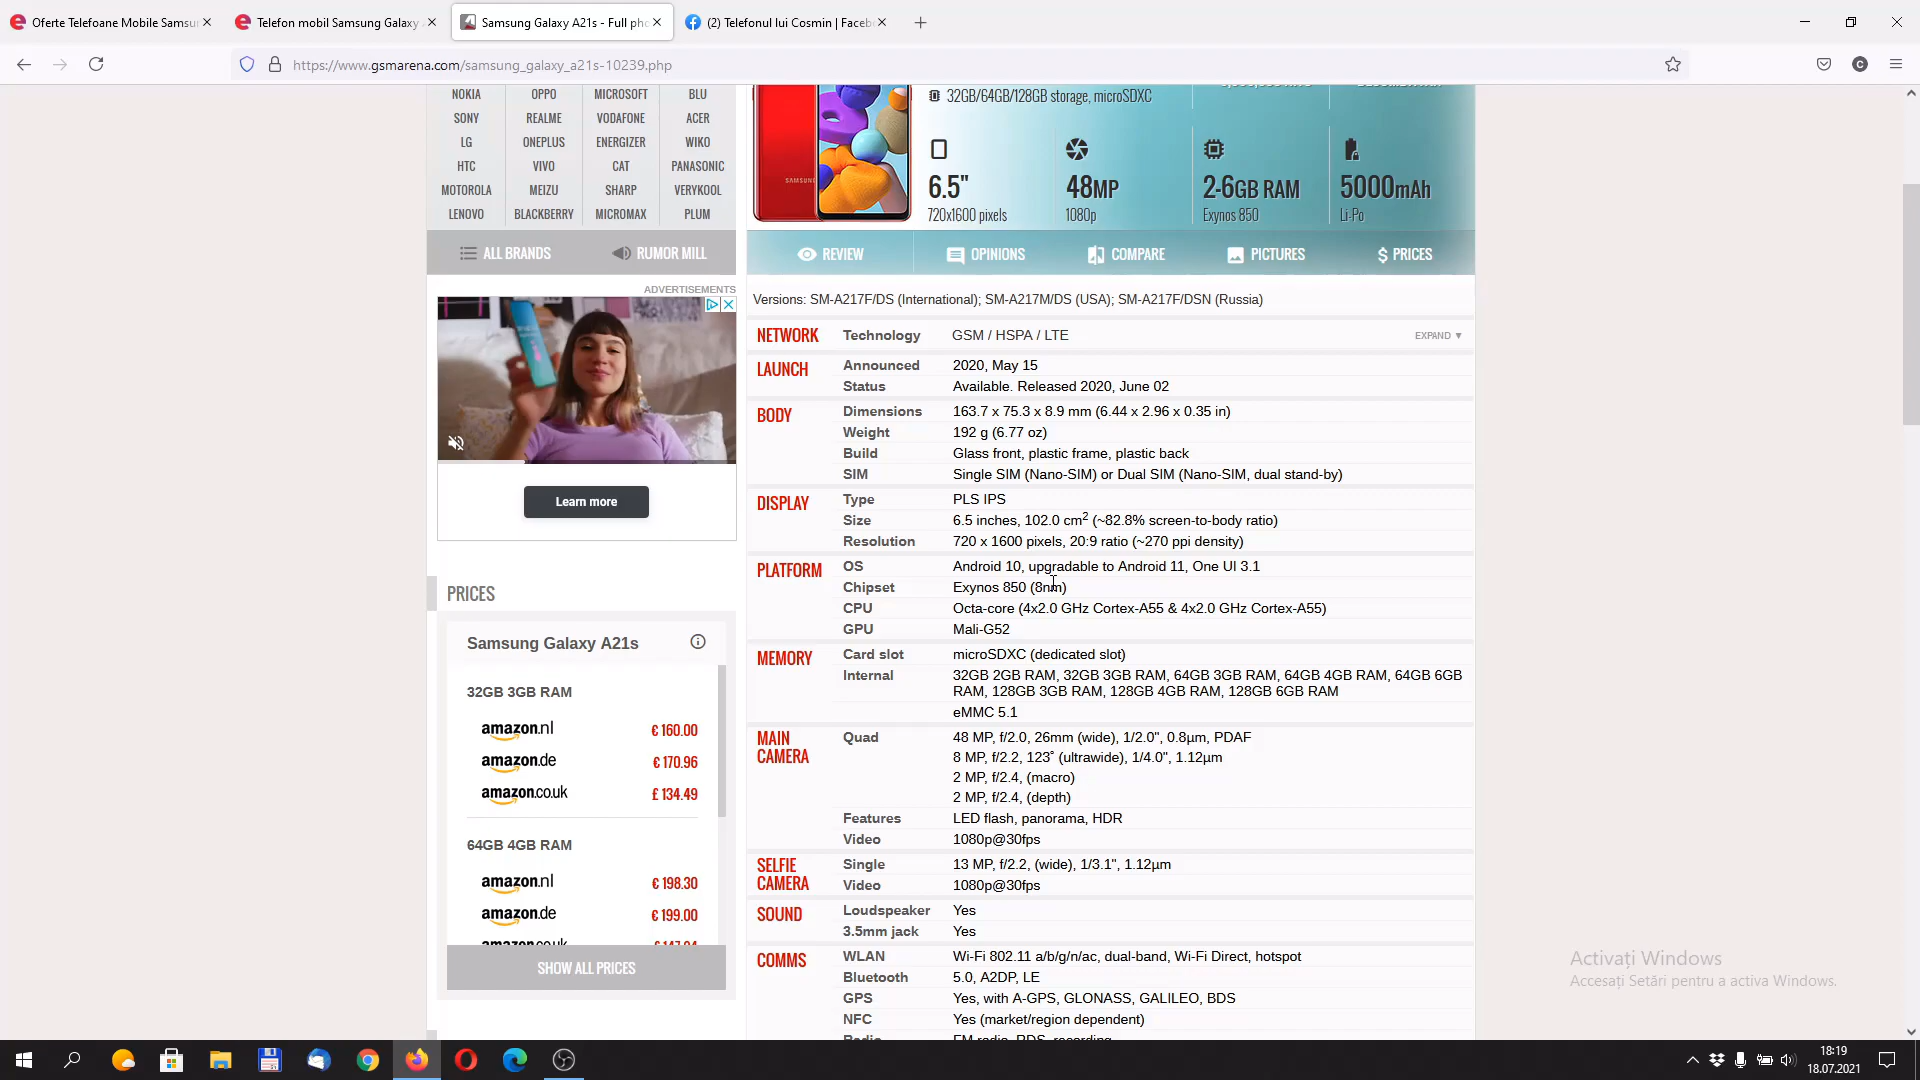 Oferte Telefoane Mobile Samsu
Telefon mobil Samsung Galaxy
Samsung Galaxy A21s - Full pho
(2) Telefonul lui Cosmin | Faceb
https://www.gsmarena.com/samsung_galaxy_a21s-10239.php
NOKIA OPPO MICROSOFT BLU
SONY REALME VODAFONE ACER
LG ONEPLUS ENERGIZER WIKO
HTC VIVO CAT PANASONIC
MOTOROLA MEIZU SHARP VERYKOOL
LENOVO BLACKBERRY MICROMAX PLUM
ALL BRANDS RUMOR MILL
SAMSUNG
32GB/64GB/128GB storage, microSDXC
6.5" 48MP 2-6GB RAM 5000mAh
720x1600 pixels 1080p Exynos 850 Li-Po
REVIEW OPINIONS COMPARE PICTURES PRICES
ADVERTISEMENTS
Learn more
PRICES
Samsung Galaxy A21s
32GB 3GB RAM
amazon.nl € 160.00
amazon.de € 170.96
amazon.co.uk £ 134.49
64GB 4GB RAM
amazon.nl € 198.30
amazon.de € 199.00
SHOW ALL PRICES
Versions: SM-A217F/DS (International); SM-A217M/DS (USA); SM-A217F/DSN (Russia)
NETWORK Technology GSM / HSPA / LTE EXPAND ▼
LAUNCH Announced 2020, May 15
Status Available. Released 2020, June 02
BODY Dimensions 163.7 x 75.3 x 8.9 mm (6.44 x 2.96 x 0.35 in)
Weight 192 g (6.77 oz)
Build Glass front, plastic frame, plastic back
SIM Single SIM (Nano-SIM) or Dual SIM (Nano-SIM, dual stand-by)
DISPLAY Type PLS IPS
Size 6.5 inches, 102.0 cm2 (~82.8% screen-to-body ratio)
Resolution 720 x 1600 pixels, 20:9 ratio (~270 ppi density)
PLATFORM OS Android 10, upgradable to Android 11, One UI 3.1
Chipset Exynos 850 (8nm)
CPU Octa-core (4x2.0 GHz Cortex-A55 & 4x2.0 GHz Cortex-A55)
GPU Mali-G52
MEMORY Card slot microSDXC (dedicated slot)
Internal 32GB 2GB RAM, 32GB 3GB RAM, 64GB 3GB RAM, 64GB 4GB RAM, 64GB 6GB
RAM, 128GB 3GB RAM, 128GB 4GB RAM, 128GB 6GB RAM
eMMC 5.1
MAIN CAMERA Quad 48 MP, f/2.0, 26mm (wide), 1/2.0", 0.8µm, PDAF
8 MP, f/2.2, 123˚ (ultrawide), 1/4.0", 1.12µm
2 MP, f/2.4, (macro)
2 MP, f/2.4, (depth)
Features LED flash, panorama, HDR
Video 1080p@30fps
SELFIE CAMERA Single 13 MP, f/2.2, (wide), 1/3.1", 1.12µm
Video 1080p@30fps
SOUND Loudspeaker Yes
3.5mm jack Yes
COMMS WLAN Wi-Fi 802.11 a/b/g/n/ac, dual-band, Wi-Fi Direct, hotspot
Bluetooth 5.0, A2DP, LE
GPS Yes, with A-GPS, GLONASS, GALILEO, BDS
NFC Yes (market/region dependent)
Activați Windows
Accesați Setări pentru a activa Windows.
18:19
18.07.2021